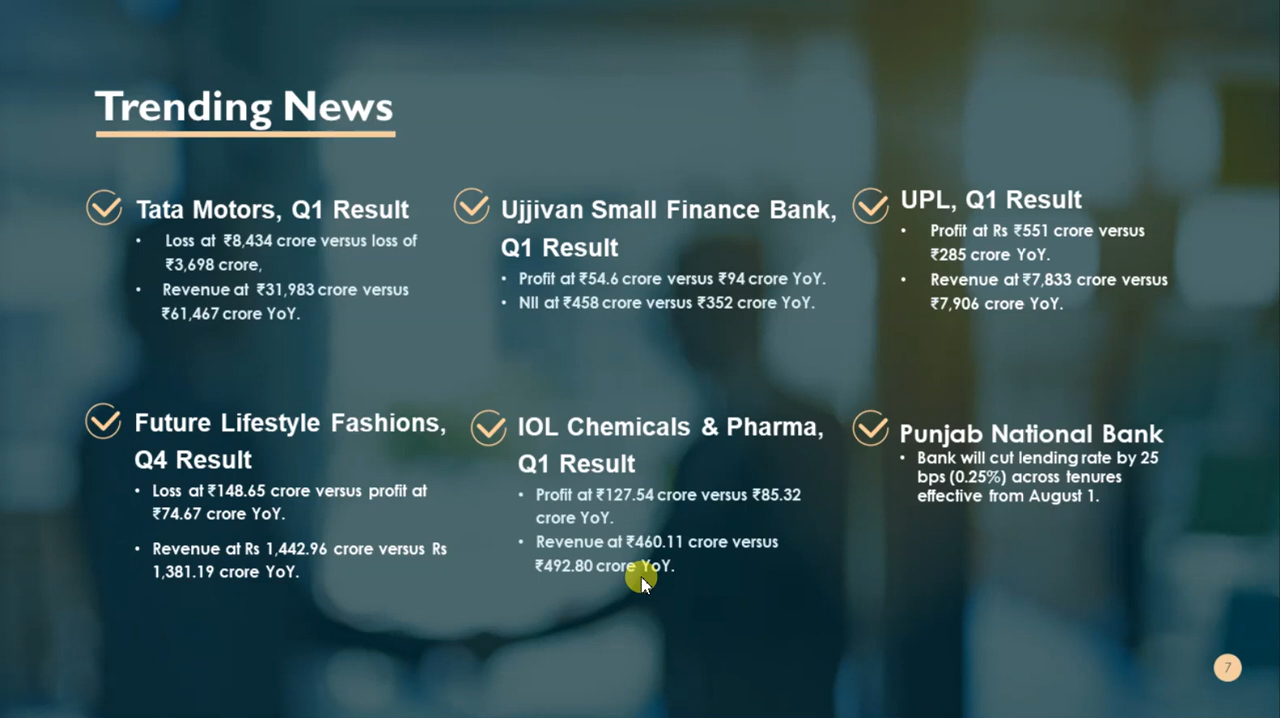 Trending News
Tata Motors, Q1 Result
• Loss at ₹8,434 crore versus loss of
₹3,698 crore,
• Revenue at ₹31,983 crore versus
₹61,467 crore YoY.
Ujjivan Small Finance Bank,
Q1 Result
• Profit at ₹54.6 crore versus ₹94 crore YoY.
• NII at ₹458 crore versus ₹352 crore YoY.
UPL, Q1 Result
• Profit at Rs ₹551 crore versus
₹285 crore YoY.
• Revenue at ₹7,833 crore versus
₹7,906 crore YoY.
Future Lifestyle Fashions,
Q4 Result
• Loss at ₹148.65 crore versus profit at
₹74.67 crore YoY.
• Revenue at Rs 1,442.96 crore versus Rs
1,381.19 crore YoY.
IOL Chemicals & Pharma,
Q1 Result
• Profit at ₹127.54 crore versus ₹85.32
crore YoY.
• Revenue at ₹460.11 crore versus
₹492.80 crore YoY.
Punjab National Bank
• Bank will cut lending rate by 25
bps (0.25%) across tenures
effective from August 1.
7